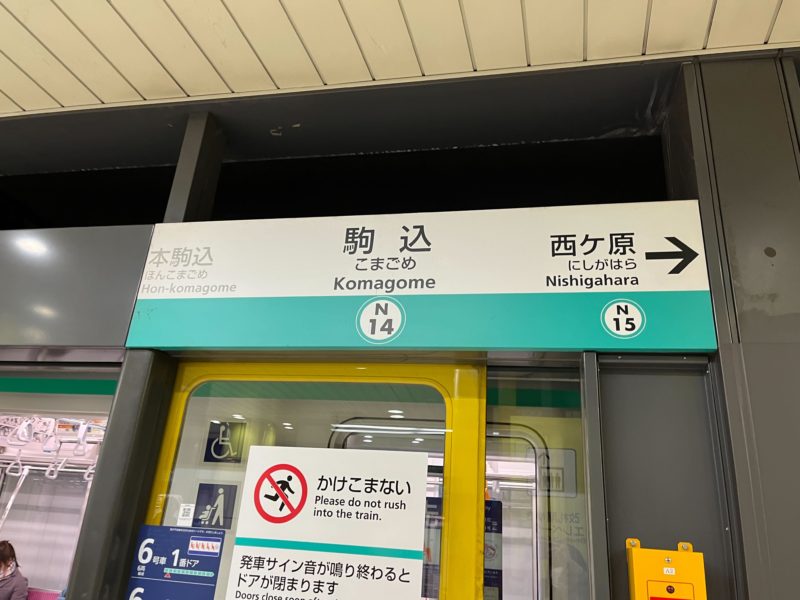 本駒込
ほんこまごめ
Hon-komagome
駒込
こまごめ
Komagome
N
14
西ケ原
にしがはら
Nishigahara
N
15
かけこまない
Please do not rush
into the train.
発車サイン音が鳴り終わると
ドアが閉まります
6号車 1番ドア